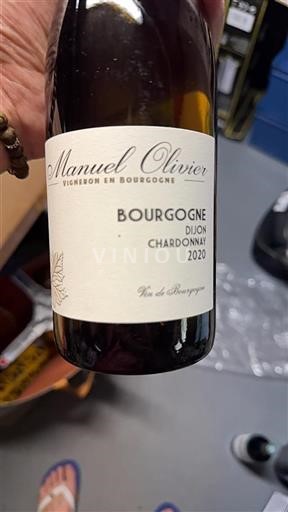 Manuel Olivier
VIGNERON EN BOURGOGNE
BOURGOGNE
DIJON
CHARDONNAY
2020
VINIOU
Vin de Bourgogne